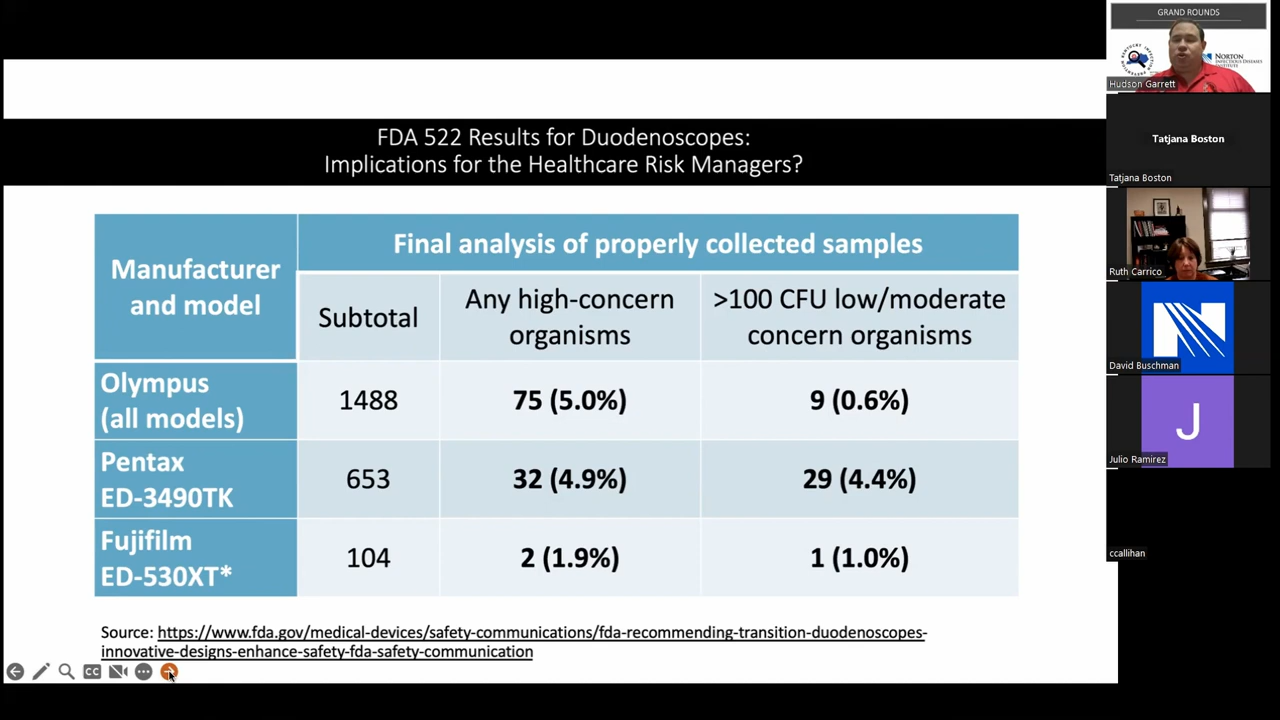 FDA 522 Results for Duodenoscopes:
Implications for the Healthcare Risk Managers?
Manufacturer
and model
Final analysis of properly collected samples
Subtotal
Any high-concern
organisms
>100 CFU low/moderate
concern organisms
Olympus
(all models)
1488
75 (5.0%)
9 (0.6%)
Pentax
ED-3490TK
653
32 (4.9%)
29 (4.4%)
Fujifilm
ED-530XT*
104
2 (1.9%)
1 (1.0%)
Source: https://www.fda.gov/medical-devices/safety-communications/fda-recommending-transition-duodenoscopes-
innovative-designs-enhance-safety-fda-safety-communication
CC
GRAND ROUNDS
NORTON
INFECTIOUS DISEASES
INSTITUTE
Hudson Garrett
Tatjana Boston
Tatjana Boston
Ruth Carrico
David Buschman
J
Julio Ramirez
ccallihan